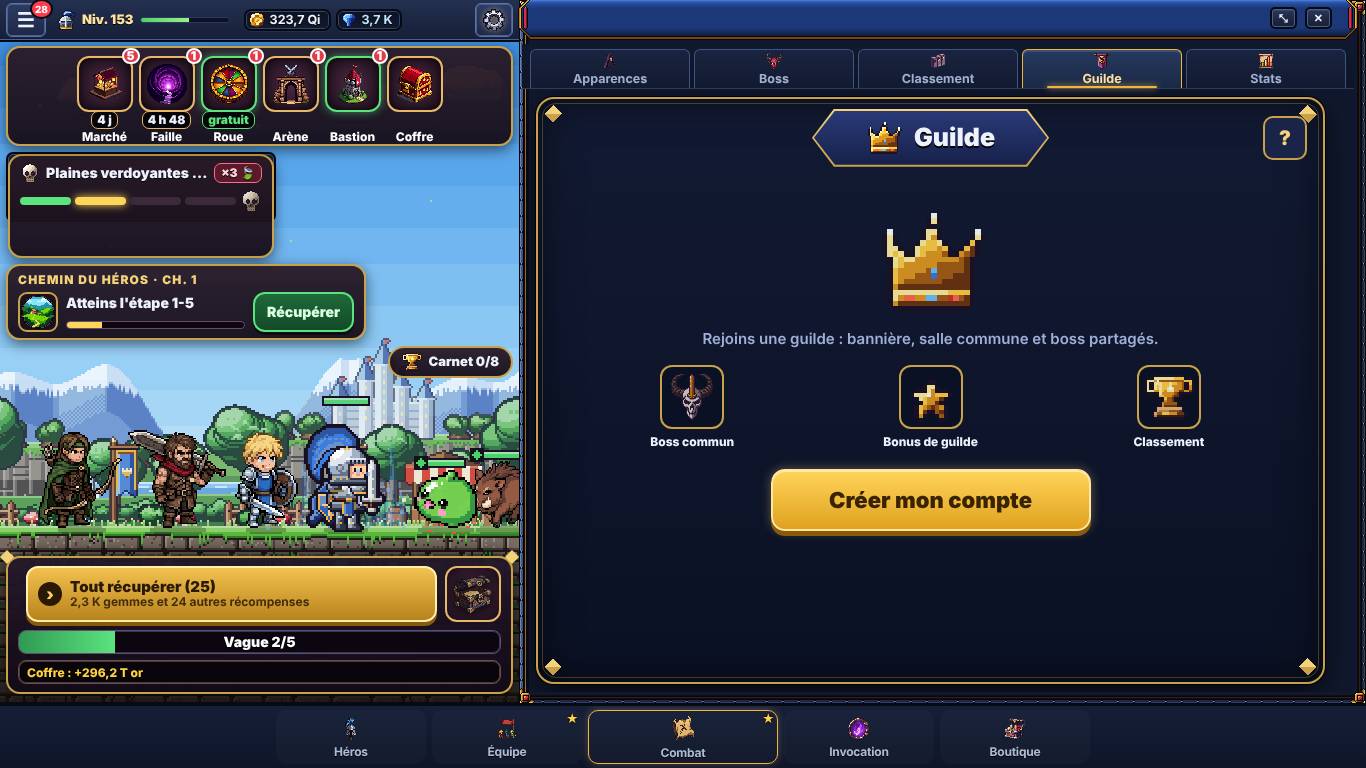 28
Niv. 153
323,7 Qi
3,7 K
5
1
1
1
1
4 j
4 h 48
gratuit
Marché
Faille
Roue
Arène
Bastion
Coffre
Plaines verdoyantes ...
×3
CHEMIN DU HÉROS · CH. 1
Atteins l'étape 1-5
Récupérer
Carnet 0/8
Tout récupérer (25)
2,3 K gemmes et 24 autres récompenses
Vague 2/5
Coffre : +296,2 T or
Apparences
Boss
Classement
Guilde
Stats
Guilde
?
Rejoins une guilde : bannière, salle commune et boss partagés.
Boss commun
Bonus de guilde
Classement
Créer mon compte
Héros
Équipe
Combat
Invocation
Boutique